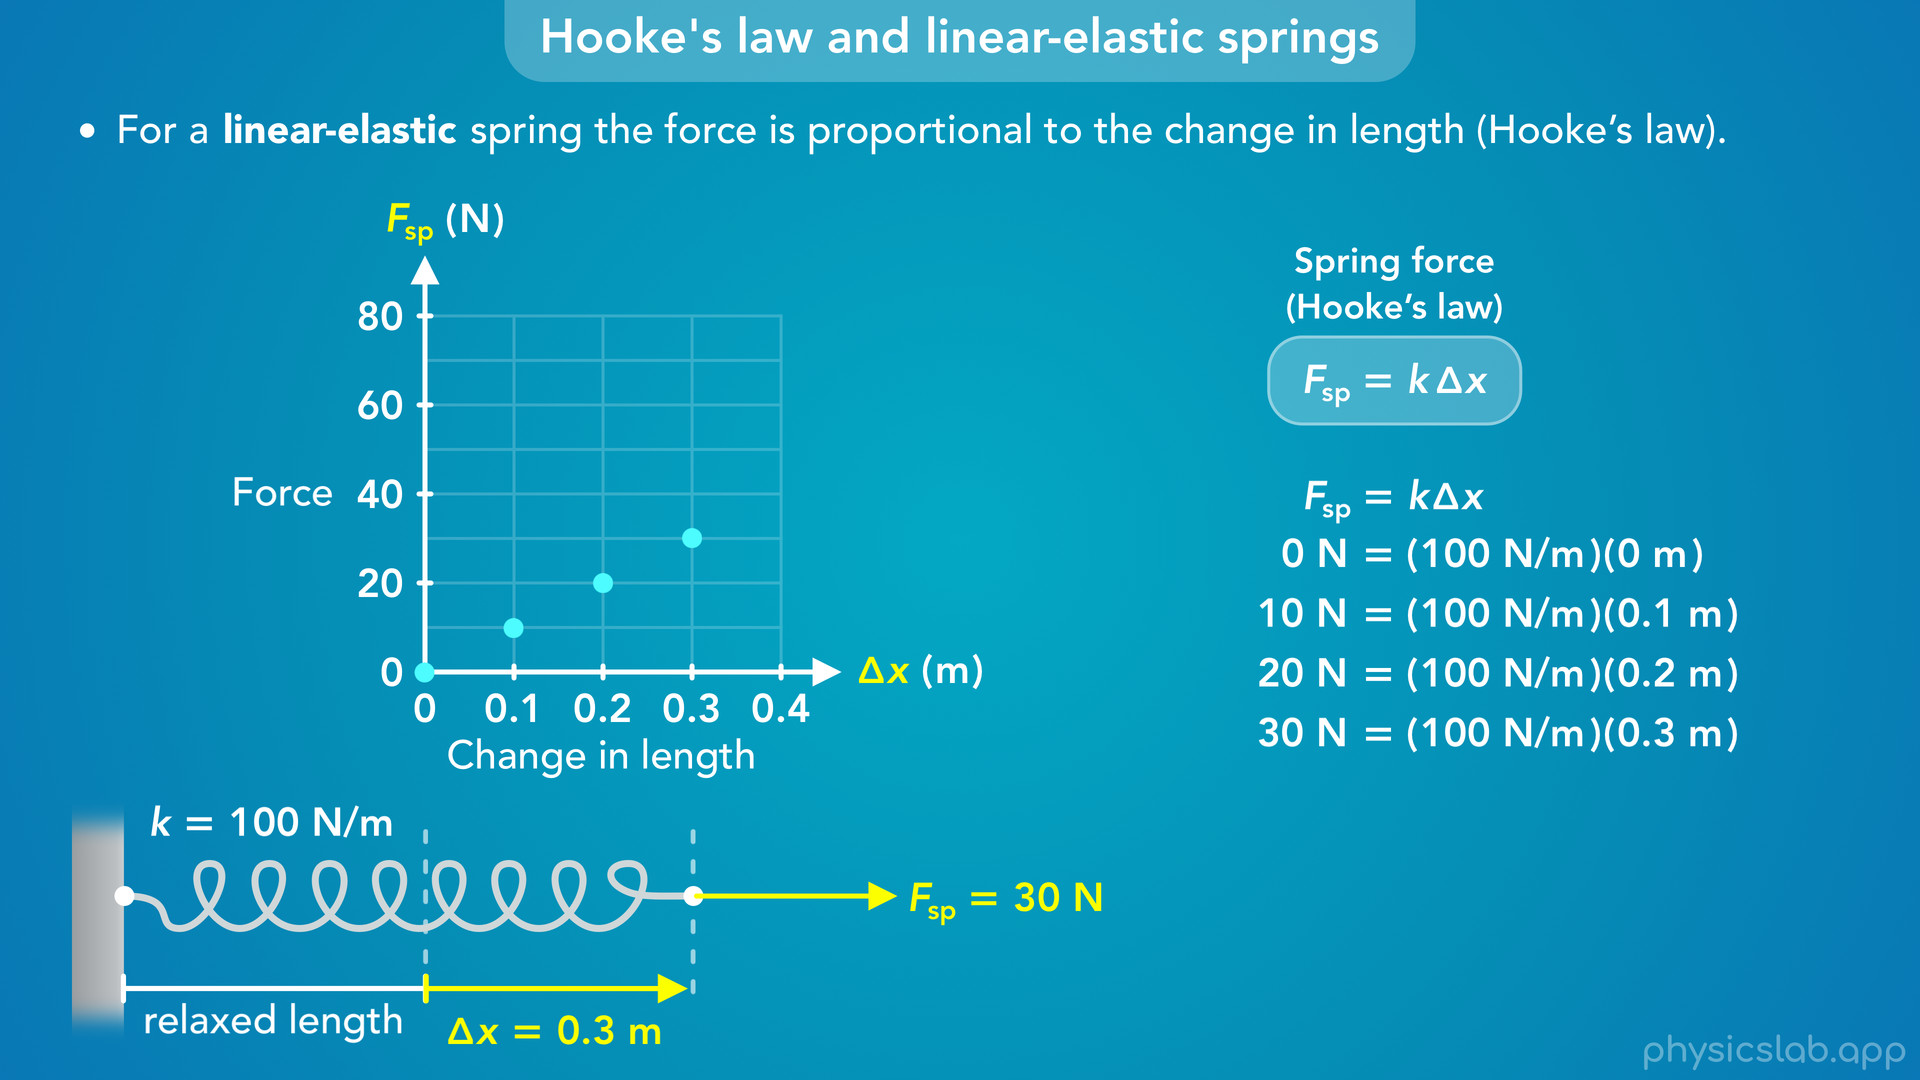 Hooke's law and linear-elastic springs
• For a linear-elastic spring the force is proportional to the change in length (Hooke’s law).
Fsp (N)
80
60
Force 40
20
0
0 0.1 0.2 0.3 0.4
Δx (m)
Change in length
Spring force
(Hooke’s law)
Fsp = k Δx
Fsp = kΔx
0 N = (100 N/m)(0 m)
10 N = (100 N/m)(0.1 m)
20 N = (100 N/m)(0.2 m)
30 N = (100 N/m)(0.3 m)
k = 100 N/m
Fsp = 30 N
relaxed length
Δx = 0.3 m
physicslab.app